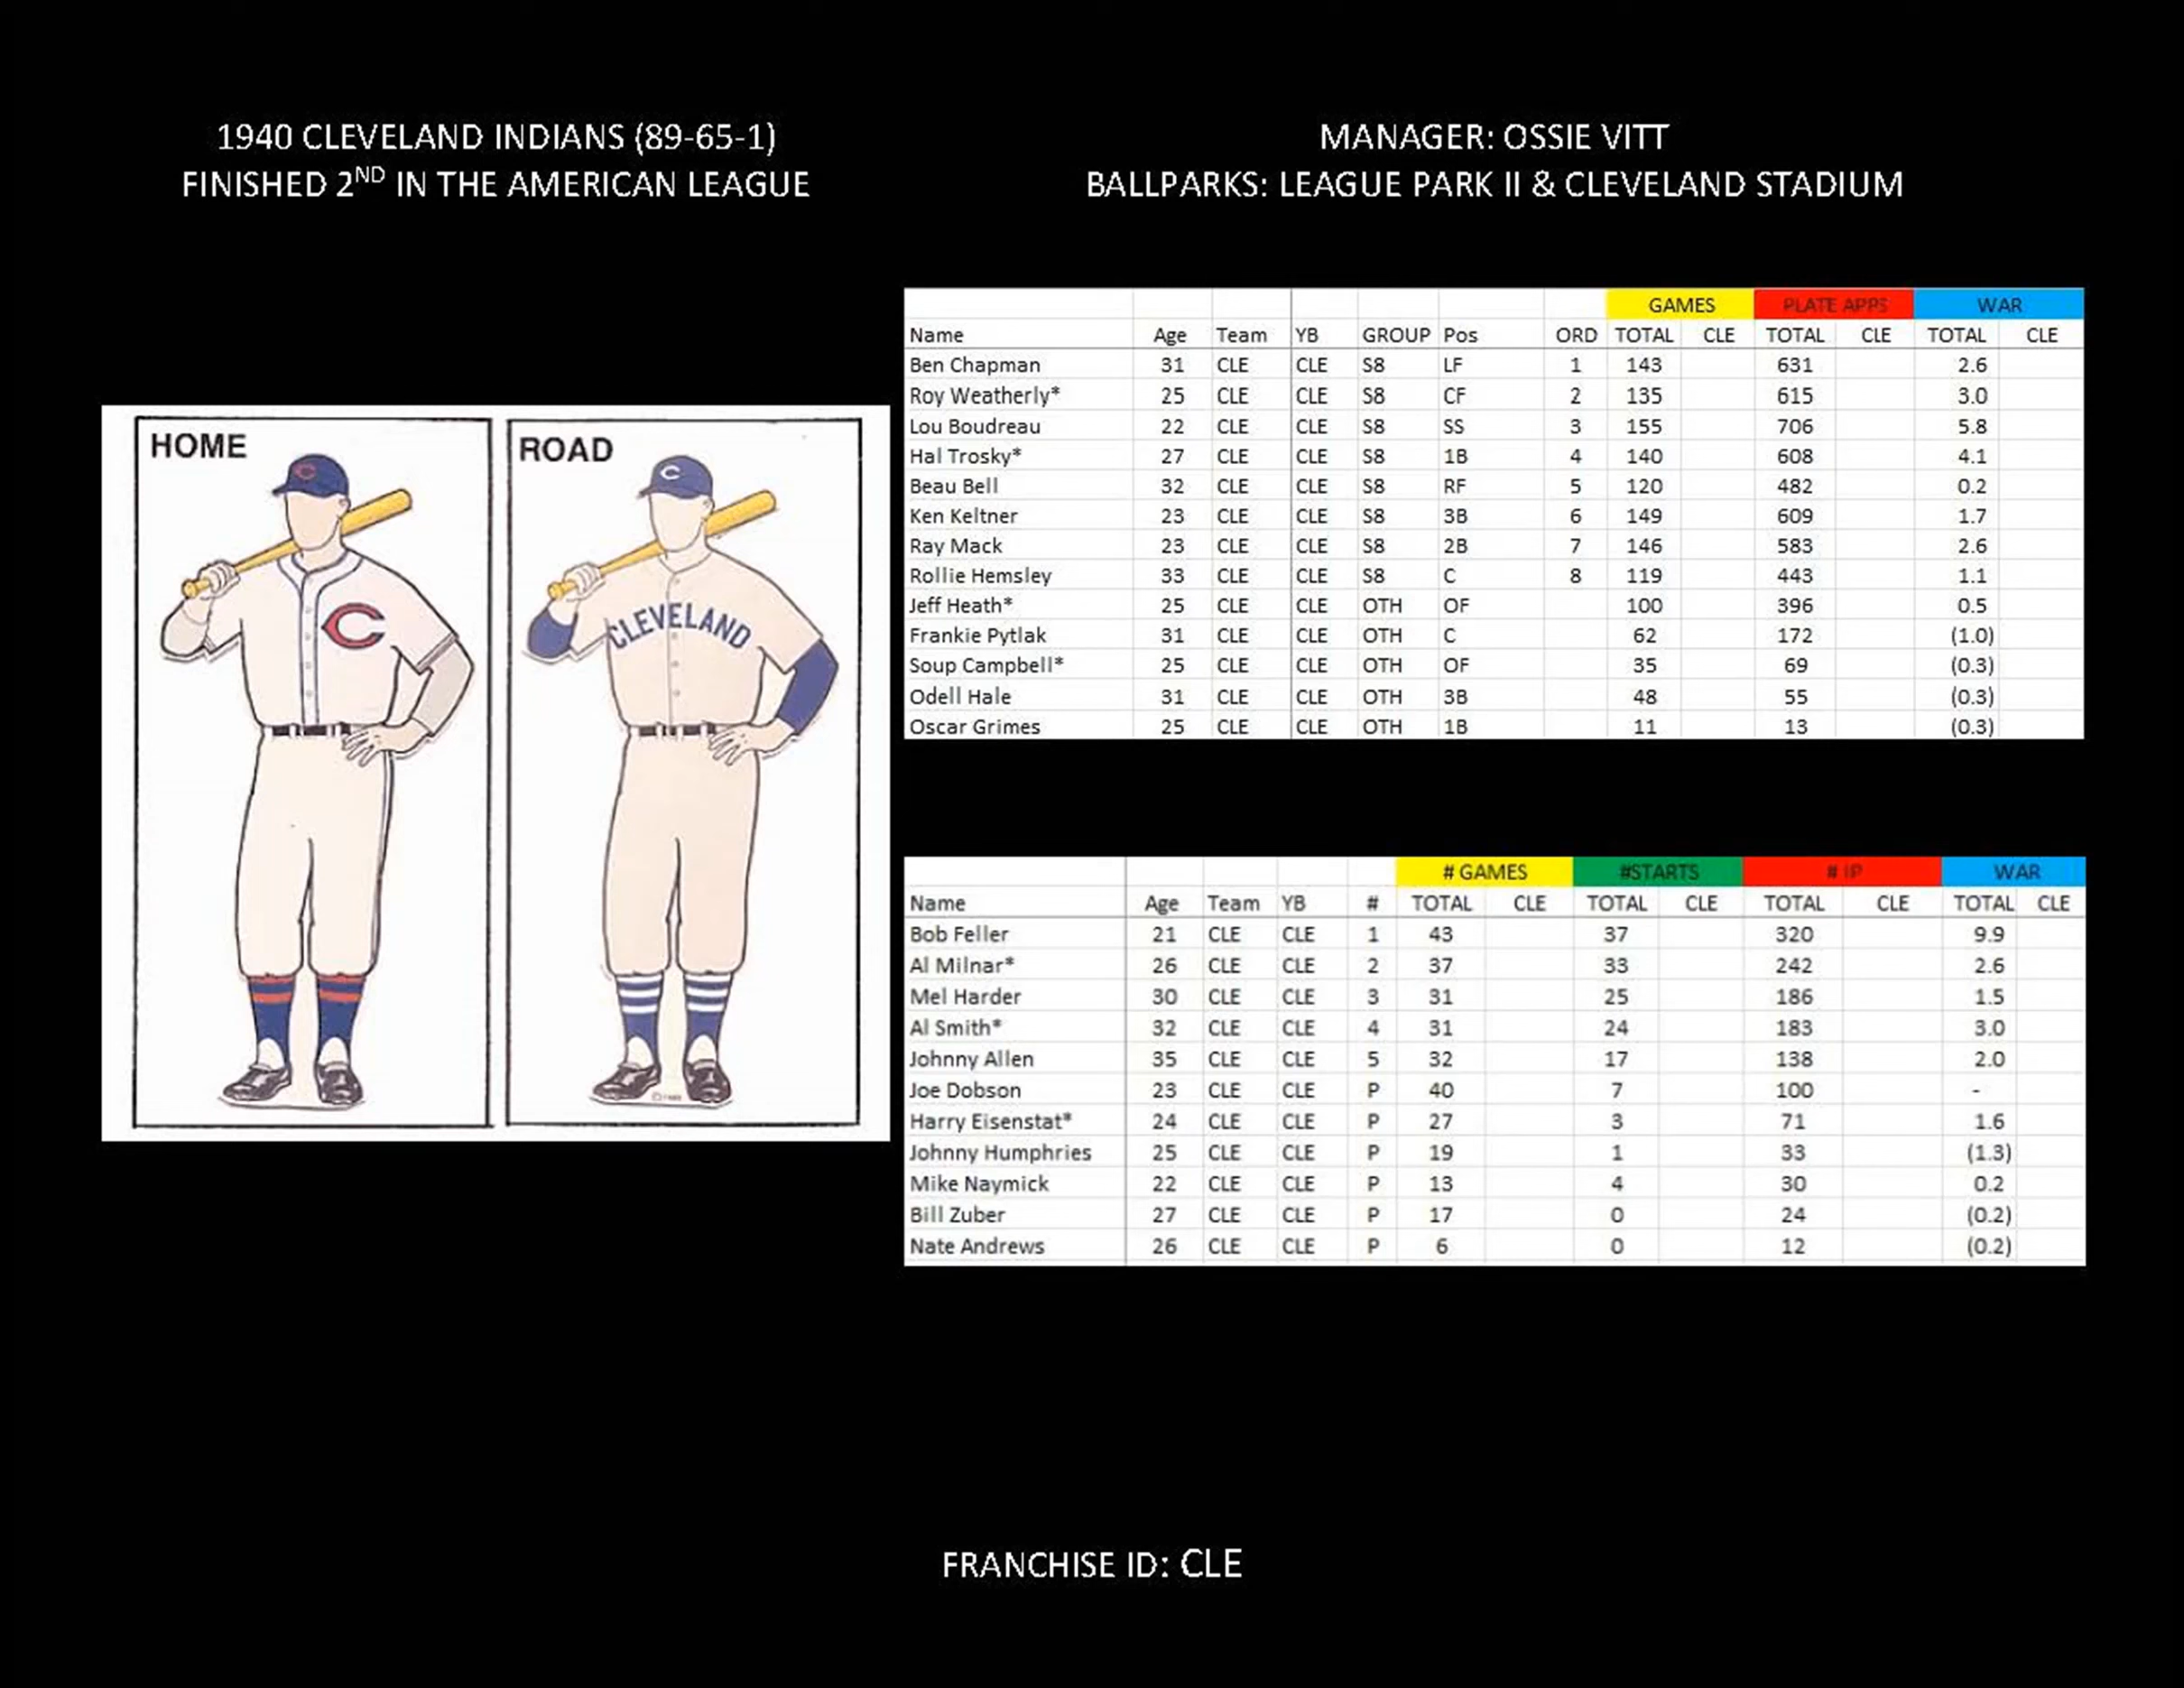 1940 CLEVELAND INDIANS (89-65-1)
FINISHED 2ND IN THE AMERICAN LEAGUE
MANAGER: OSSIE VITT
BALLPARKS: LEAGUE PARK II & CLEVELAND STADIUM
HOME
C
C
ROAD
C
CLEVELAND
GAMES PLATE APPS WAR
Name Age Team YB GROUP Pos ORD TOTAL CLE TOTAL CLE TOTAL CLE
Ben Chapman 31 CLE CLE S8 LF 1 143 631 2.6
Roy Weatherly* 25 CLE CLE S8 CF 2 135 615 3.0
Lou Boudreau 22 CLE CLE S8 SS 3 155 706 5.8
Hal Trosky* 27 CLE CLE S8 1B 4 140 608 4.1
Beau Bell 32 CLE CLE S8 RF 5 120 482 0.2
Ken Keltner 23 CLE CLE S8 3B 6 149 609 1.7
Ray Mack 23 CLE CLE S8 2B 7 146 583 2.6
Rollie Hemsley 33 CLE CLE S8 C 8 119 443 1.1
Jeff Heath* 25 CLE CLE OTH OF 100 396 0.5
Frankie Pytlak 31 CLE CLE OTH C 62 172 (1.0)
Soup Campbell* 25 CLE CLE OTH OF 35 69 (0.3)
Odell Hale 31 CLE CLE OTH 3B 48 55 (0.3)
Oscar Grimes 25 CLE CLE OTH 1B 11 13 (0.3)
# GAMES #STARTS # IP WAR
Name Age Team YB # TOTAL CLE TOTAL CLE TOTAL CLE TOTAL CLE
Bob Feller 21 CLE CLE 1 43 37 320 9.9
Al Milnar* 26 CLE CLE 2 37 33 242 2.6
Mel Harder 30 CLE CLE 3 31 25 186 1.5
Al Smith* 32 CLE CLE 4 31 24 183 3.0
Johnny Allen 35 CLE CLE 5 32 17 138 2.0
Joe Dobson 23 CLE CLE P 40 7 100 -
Harry Eisenstat* 24 CLE CLE P 27 3 71 1.6
Johnny Humphries 25 CLE CLE P 19 1 33 (1.3)
Mike Naymick 22 CLE CLE P 13 4 30 0.2
Bill Zuber 27 CLE CLE P 17 0 24 (0.2)
Nate Andrews 26 CLE CLE P 6 0 12 (0.2)
FRANCHISE ID: CLE